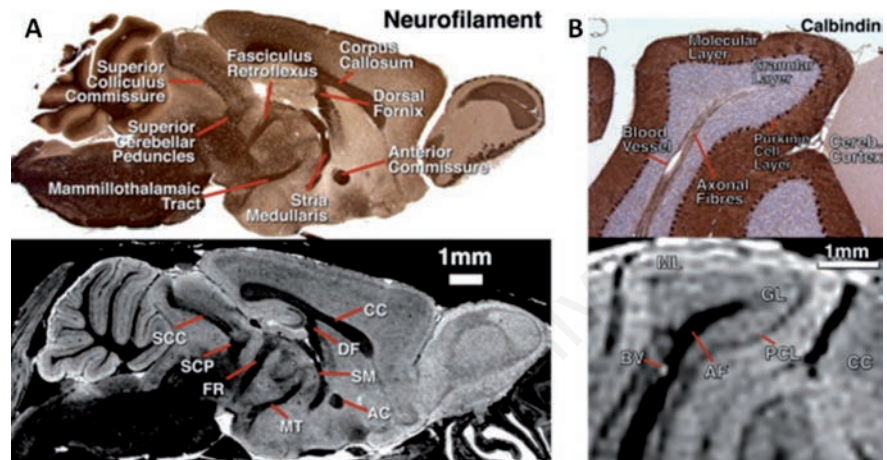 A
Neurofilament
Superior
Colliculus
Commissure
Fasciculus
Retroflexus
Corpus
Callosum
Dorsal
Fornix
Superior
Cerebellar
Peduncles
Anterior
Commissure
Mammillothalamaic
Tract
Stria
Medullaris
1mm
SCC
SCP
FR
MT
CC
DF
SM
AC
B
Calbindin
Molecular
Layer
Granular
Layer
Blood
Vessel
Purkinje
Cell
Layer
Cereb.
Cortex
Axonal
Fibres
1mm
ML
GL
BV
AF
PCL
CC